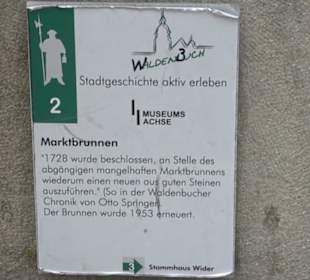 WALDENBUCH
Stadtgeschichte aktiv erleben
2
MUSEUMS
ACHSE
Marktbrunnen
"1728 wurde beschlossen, an Stelle des
abgängigen mangelhaften Marktbrunnens
wiederum einen neuen aus guten Steinen
auszuführen." (So in der Waldenbucher
Chronik von Otto Springer)
Der Brunnen wurde 1953 erneuert.
3 Stammhaus Wider